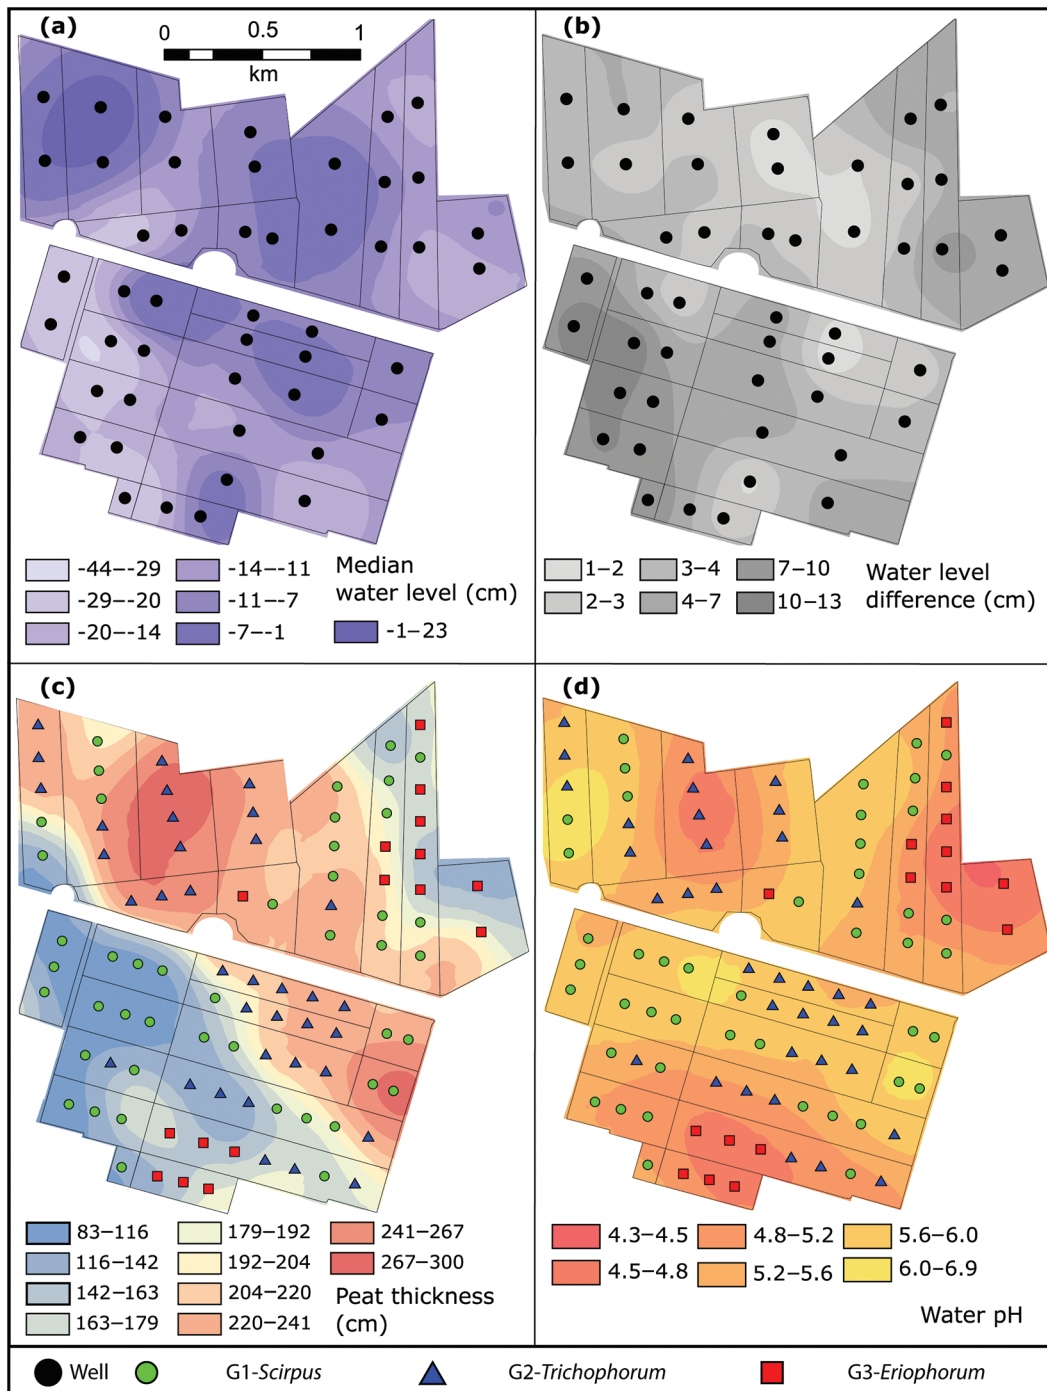 (a)
0 0.5 1
km
-44–-29
-29–-20
-20–-14
-14–-11
-11–-7
-7–-1
Median
water level (cm)
-1–23
(b)
1–2
2–3
3–4
4–7
7–10
10–13
Water level
difference (cm)
(c)
83–116
116–142
142–163
163–179
179–192
192–204
204–220
220–241
241–267
267–300
Peat thickness
(cm)
(d)
4.3–4.5
4.5–4.8
4.8–5.2
5.2–5.6
5.6–6.0
6.0–6.9
Water pH
Well G1-Scirpus G2-Trichophorum G3-Eriophorum